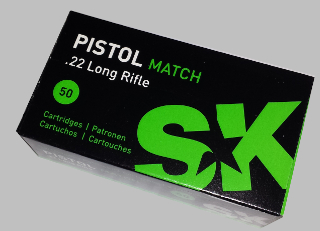 PISTOL MATCH
.22 Long Rifle
50
Cartridges | Patronen
Cartuchos | Cartouches
SK